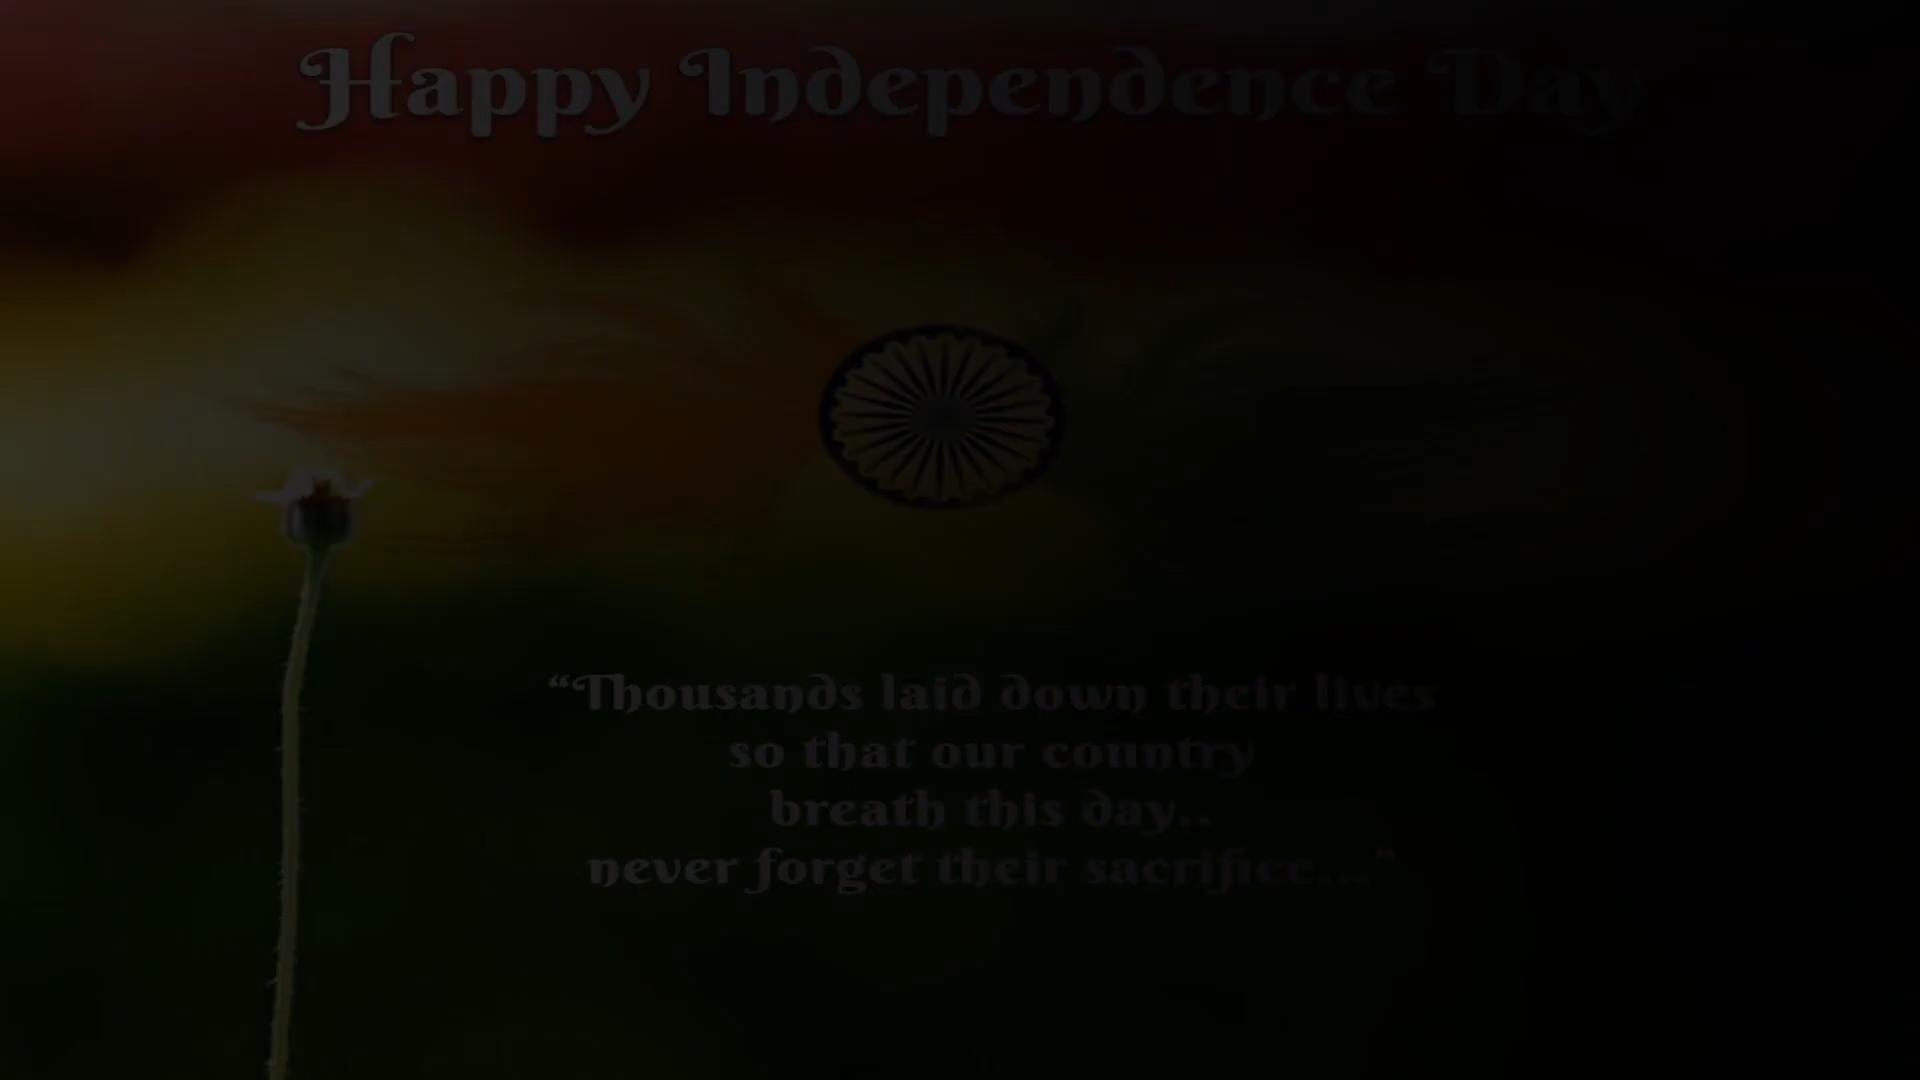 Happy Independence Day
“Thousands laid down their lives
so that our country
breath this day..
never forget their sacrifice...”